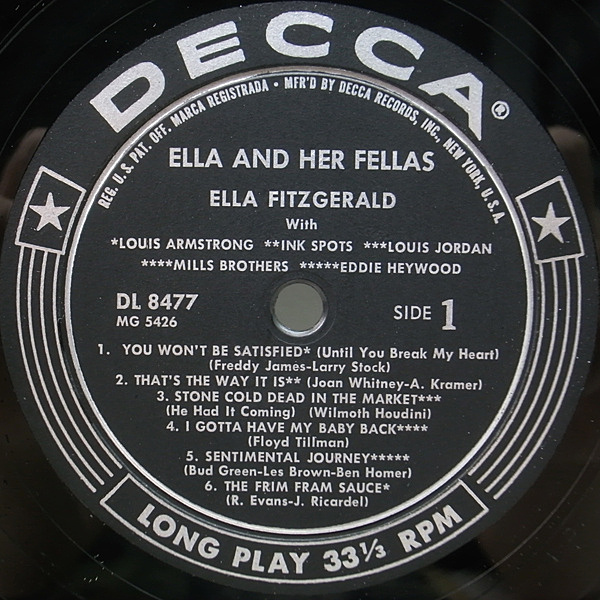 DECCA®
REG. U.S. PAT. OFF. MARCA REGISTRADA • MFR'D BY DECCA RECORDS, INC., NEW YORK, U.S.A.
ELLA AND HER FELLAS
ELLA FITZGERALD
With
*LOUIS ARMSTRONG **INK SPOTS ***LOUIS JORDAN
****MILLS BROTHERS *****EDDIE HEYWOOD
DL 8477
MG 5426
SIDE 1
1. YOU WON'T BE SATISFIED* (Until You Break My Heart)
(Freddy James-Larry Stock)
2. THAT'S THE WAY IT IS** (Joan Whitney-A. Kramer)
3. STONE COLD DEAD IN THE MARKET***
(He Had It Coming) (Wilmoth Houdini)
4. I GOTTA HAVE MY BABY BACK****
(Floyd Tillman)
5. SENTIMENTAL JOURNEY*****
(Bud Green-Les Brown-Ben Homer)
6. THE FRIM FRAM SAUCE*
(R. Evans-J. Ricardel)
LONG PLAY 33⅓ RPM